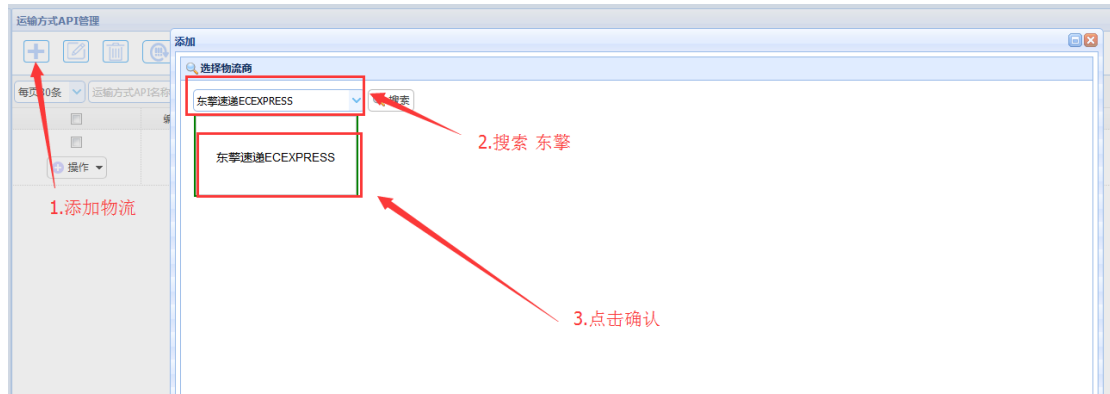 运输方式API管理
添加
选择物流商
每页30条
运输方式API名称
东擎速递ECEXPRESS
搜索
2.搜索 东擎
东擎速递ECEXPRESS
操作
1.添加物流
3.点击确认